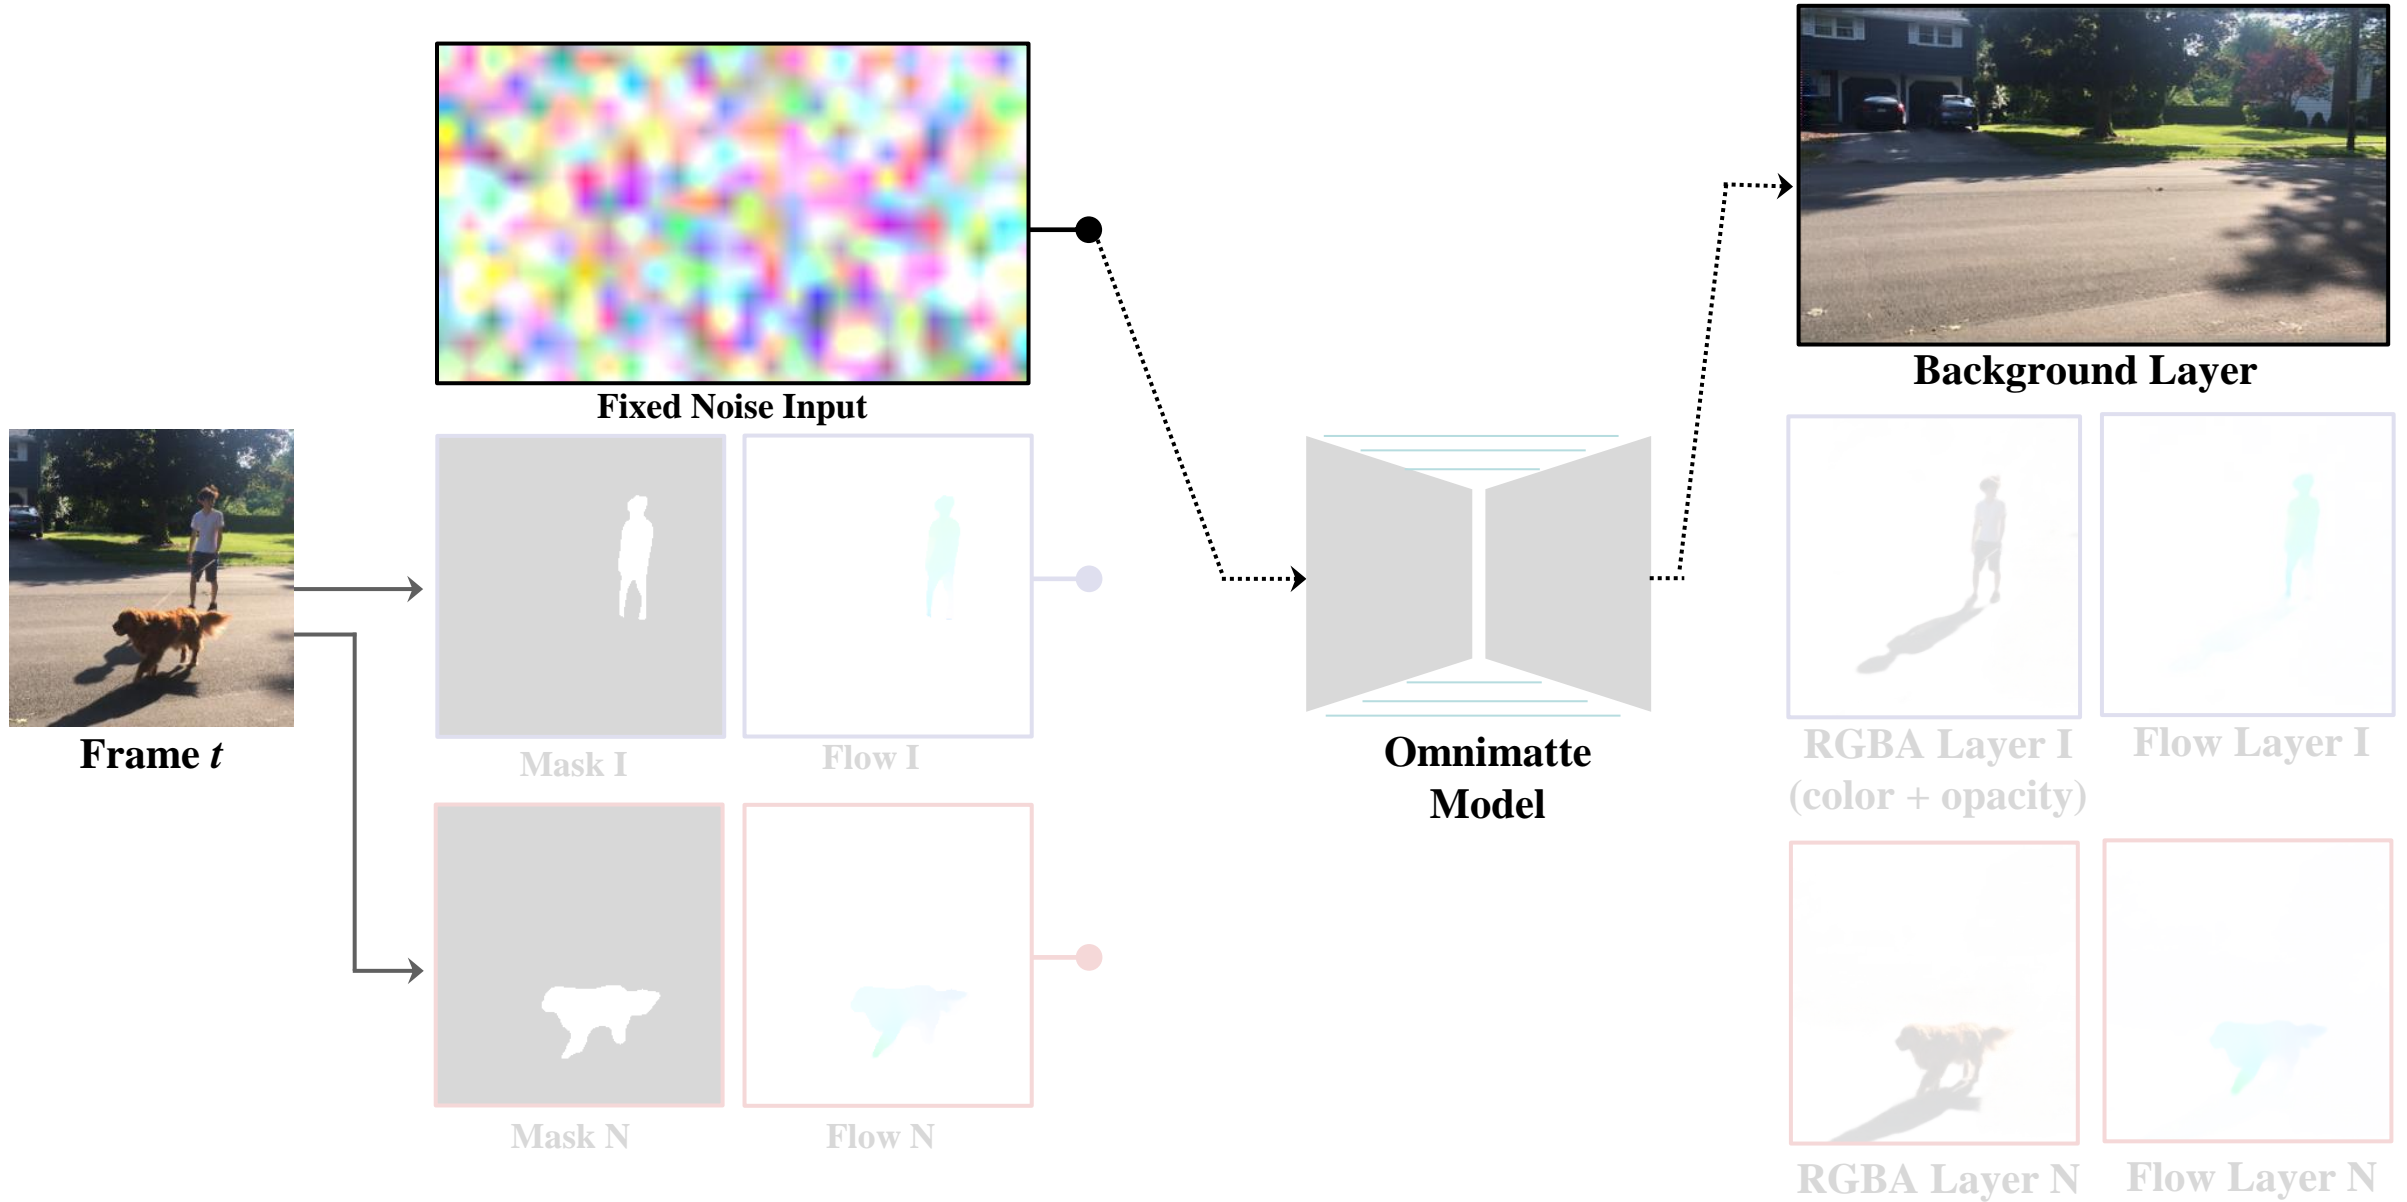 Fixed Noise Input
Background Layer
Frame t
Mask I
Flow I
Omnimatte
Model
RGBA Layer I
(color + opacity)
Flow Layer I
Mask N
Flow N
RGBA Layer N
Flow Layer N